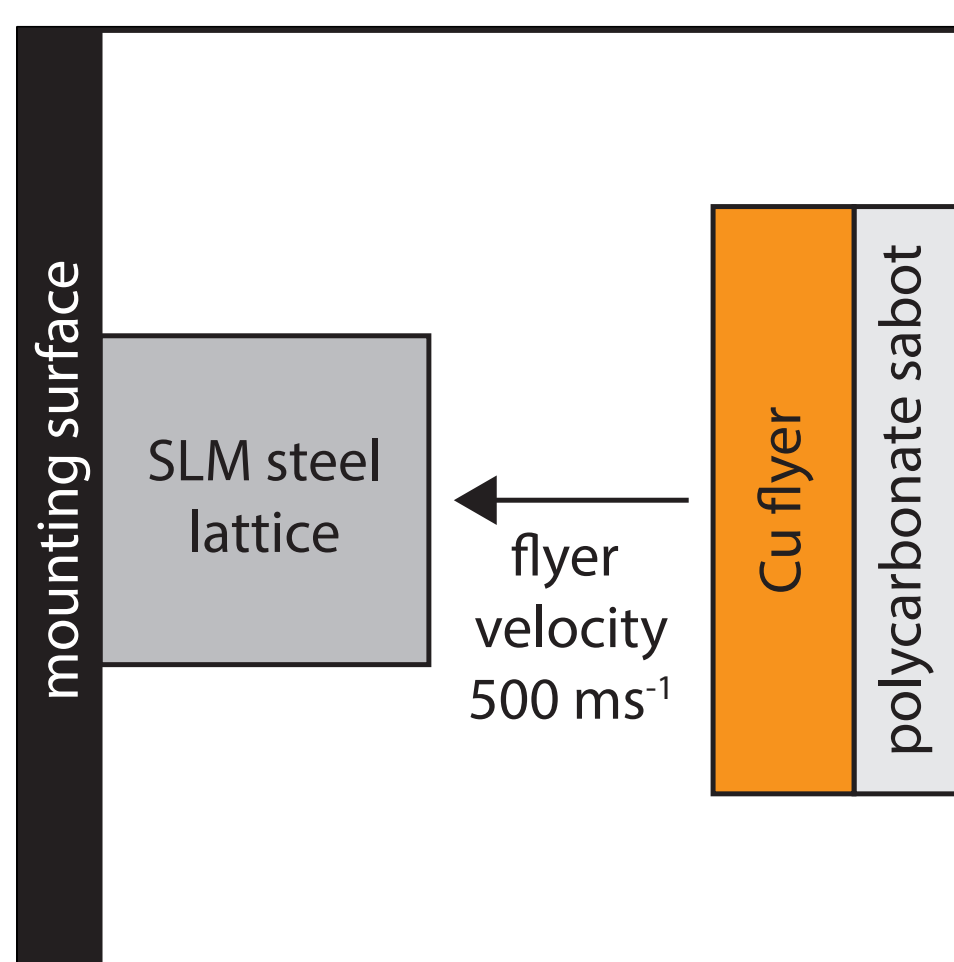 mounting surface
SLM steel
lattice
flyer
velocity
500 ms⁻¹
Cu flyer
polycarbonate sabot